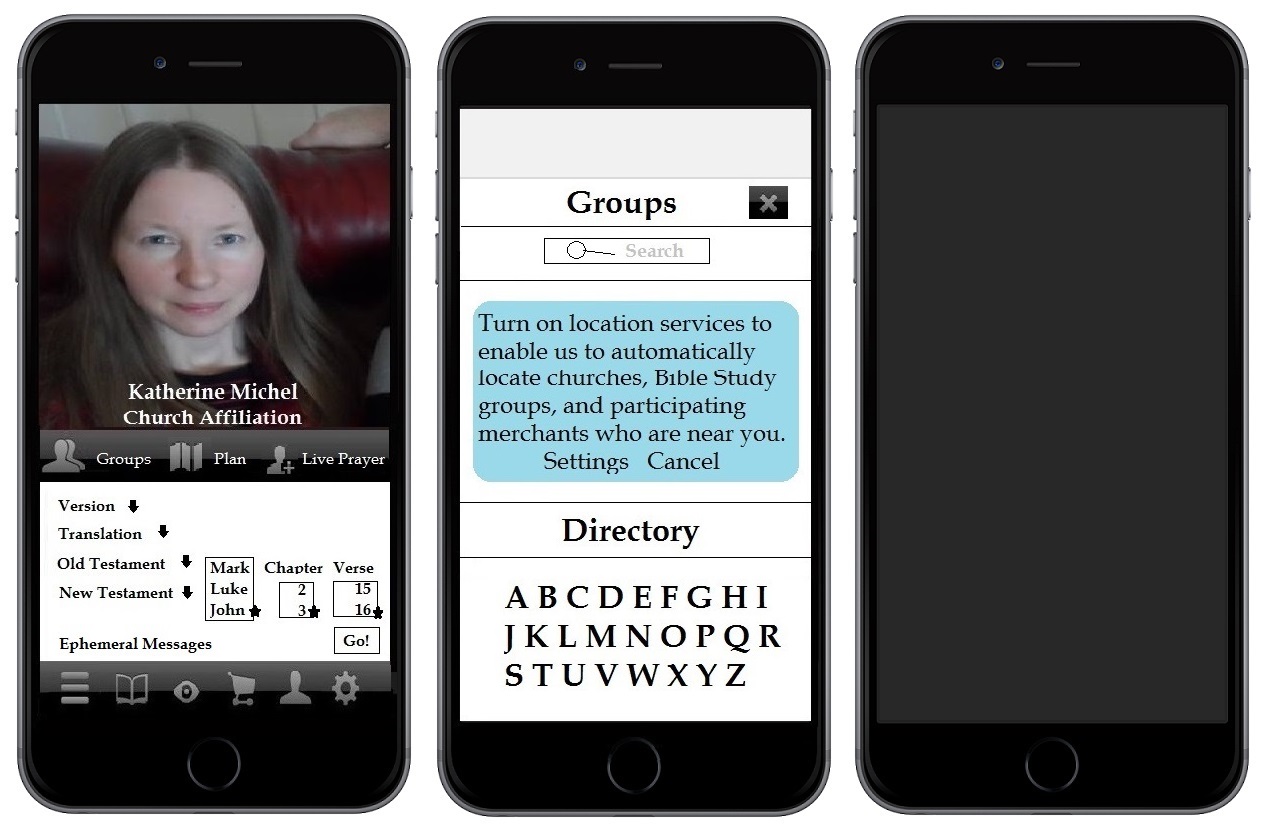 Katherine Michel
Church Affiliation
Groups Plan Live Prayer
Version
Translation
Old Testament
New Testament
Mark
Luke
John
Chapter
2
3
Verse
15
16
Ephemeral Messages
Go!
Groups
Search
Turn on location services to
enable us to automatically
locate churches, Bible Study
groups, and participating
merchants who are near you.
Settings Cancel
Directory
A B C D E F G H I
J K L M N O P Q R
S T U V W X Y Z